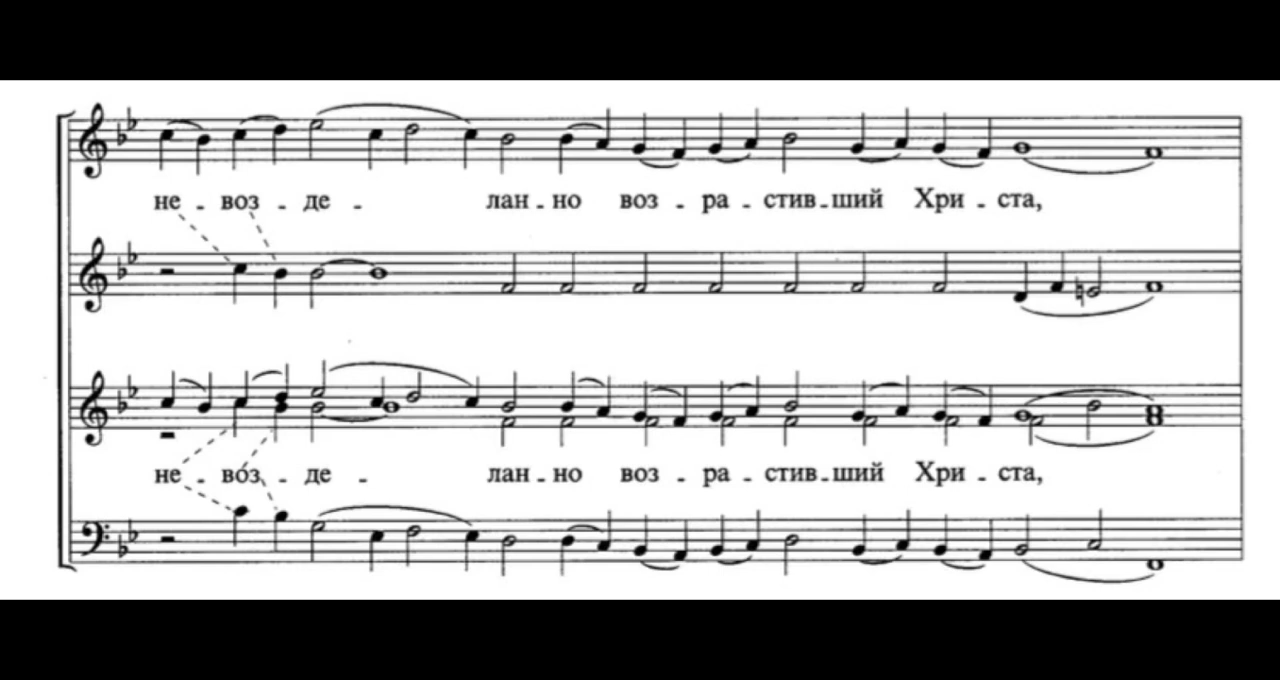 не - воз - де - лан - но воз - ра - стив - ший Хри - ста,
не - во́з - де - лан - но воз - ра - стив - ший Хри - ста,